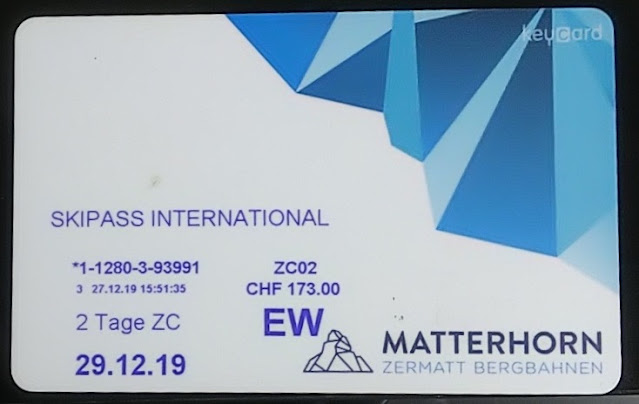 keycard
SKIPASS INTERNATIONAL
*1-1280-3-93991 ZC02
3 27.12.19 15:51:35 CHF 173.00
2 Tage ZC EW
29.12.19
MATTERHORN
ZERMATT BERGBAHNEN